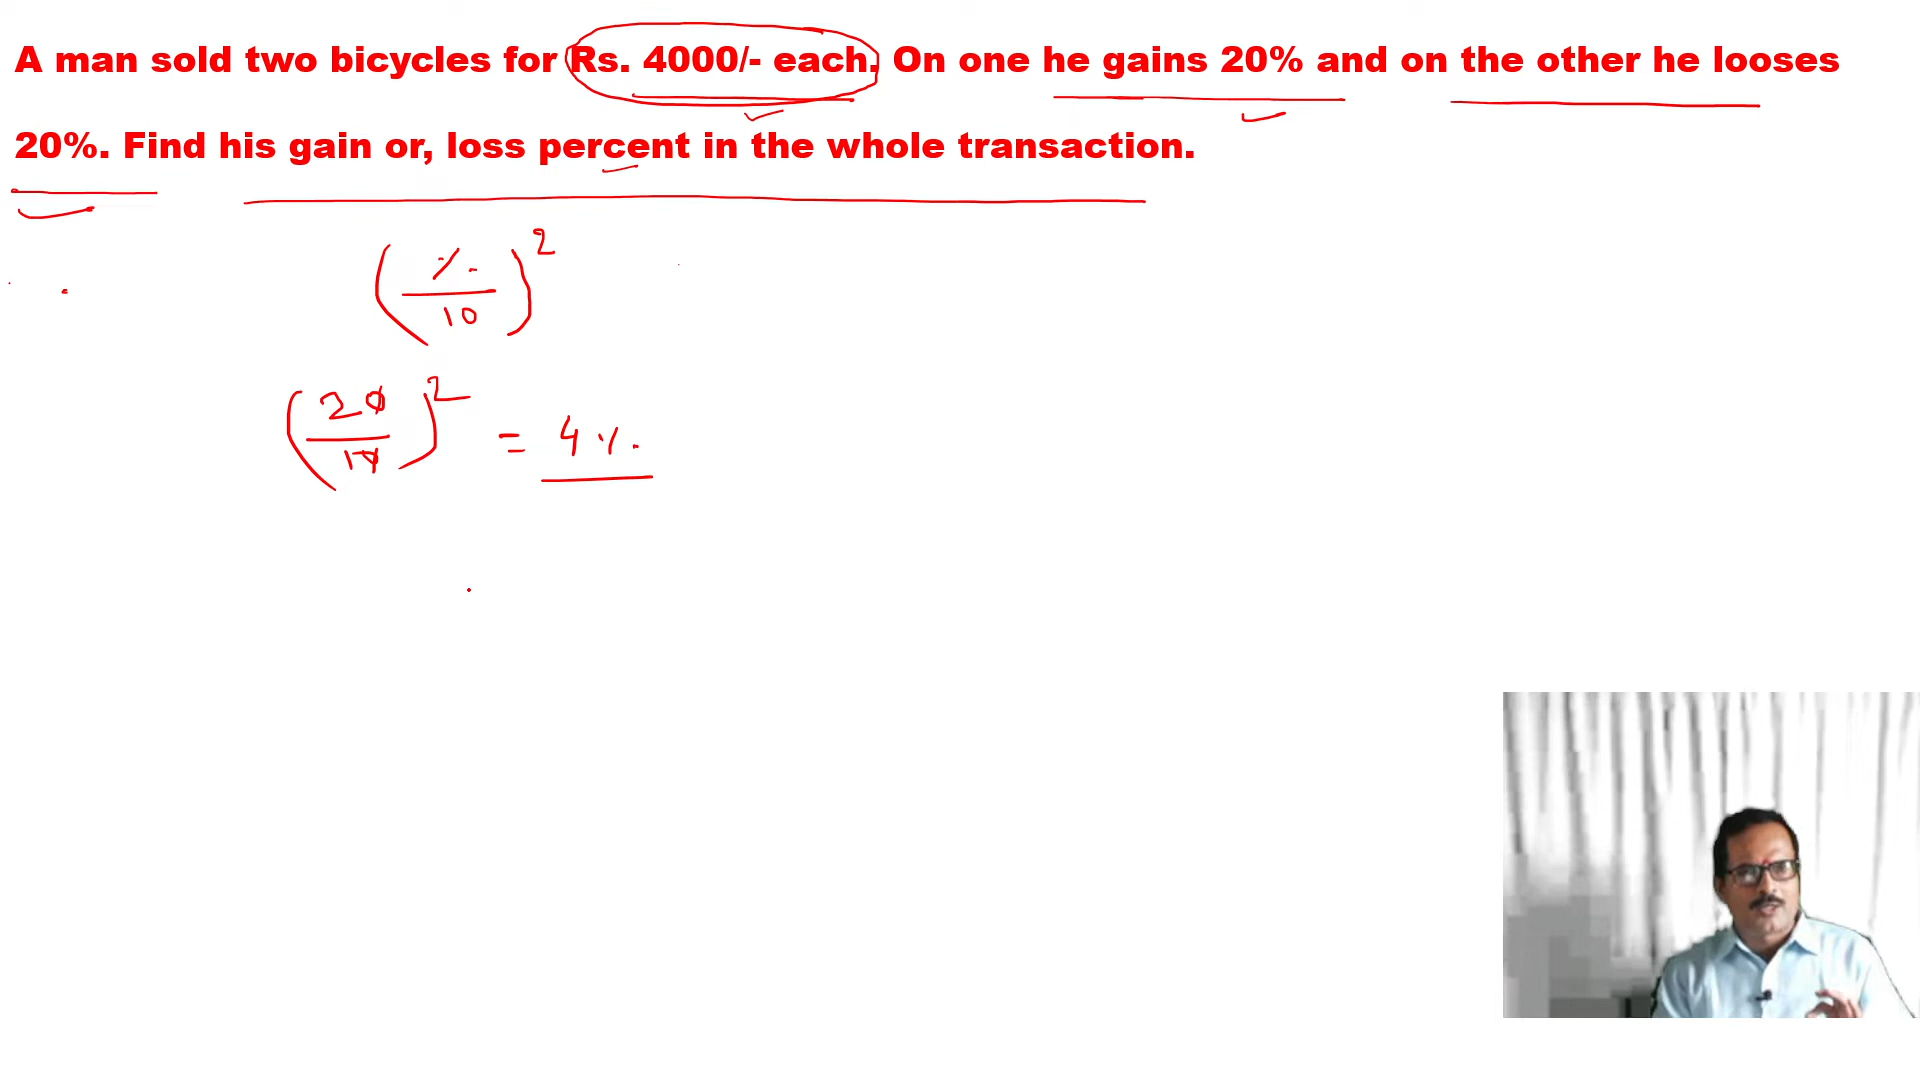 A man sold two bicycles for Rs. 4000/- each. On one he gains 20% and on the other he looses
20%. Find his gain or, loss percent in the whole transaction.
(%/10)²
(20/10)² = 4%